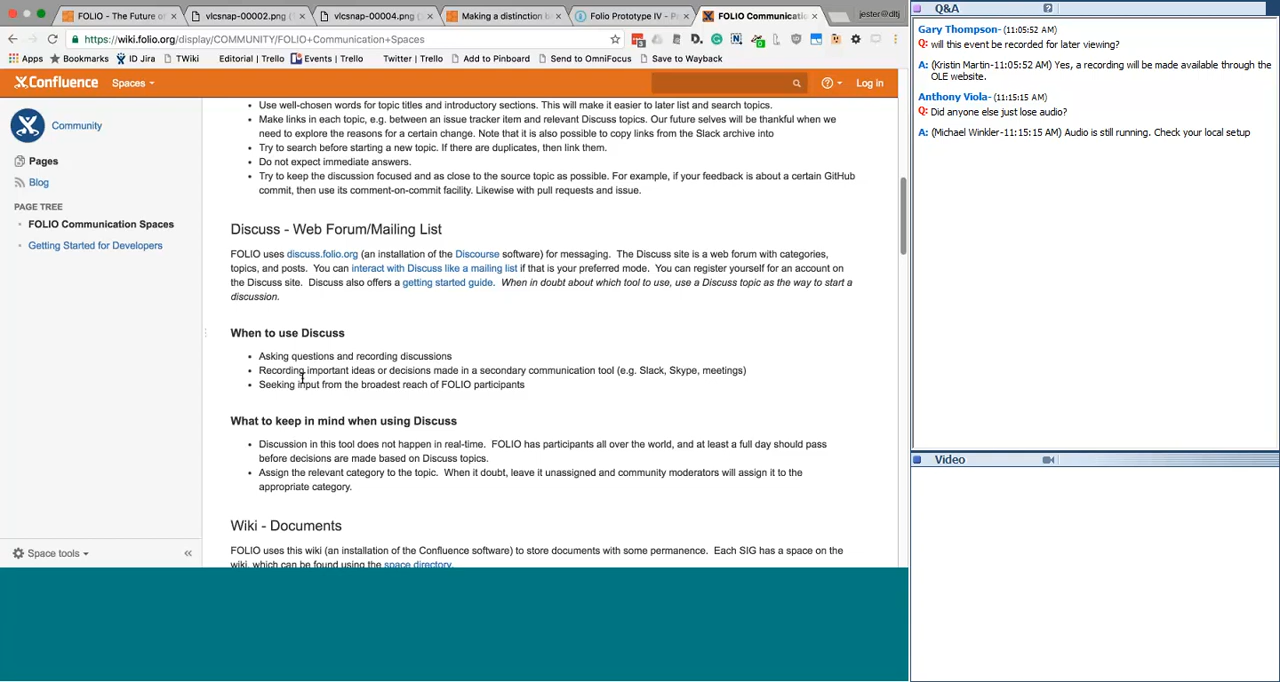 FOLIO - The Future o
vlcsnap-00002.png
vlcsnap-00004.png
Making a distinction b
Folio Prototype IV - P
FOLIO Communicatio
jester@dltj
https://wiki.folio.org/display/COMMUNITY/FOLIO+Communication+Spaces
Apps
Bookmarks
ID Jira
TWiki
Editorial | Trello
Events | Trello
Twitter | Trello
Add to Pinboard
Send to OmniFocus
Save to Wayback
Confluence
Spaces
Log in
Community
Pages
Blog
PAGE TREE
FOLIO Communication Spaces
Getting Started for Developers
Space tools
• Use well-chosen words for topic titles and introductory sections. This will make it easier to later list and search topics.
• Make links in each topic, e.g. between an issue tracker item and relevant Discuss topics. Our future selves will be thankful when we
need to explore the reasons for a certain change. Note that it is also possible to copy links from the Slack archive into
• Try to search before starting a new topic. If there are duplicates, then link them.
• Do not expect immediate answers.
• Try to keep the discussion focused and as close to the source topic as possible. For example, if your feedback is about a certain GitHub
commit, then use its comment-on-commit facility. Likewise with pull requests and issue.
Discuss - Web Forum/Mailing List
FOLIO uses discuss.folio.org (an installation of the Discourse software) for messaging. The Discuss site is a web forum with categories,
topics, and posts. You can interact with Discuss like a mailing list if that is your preferred mode. You can register yourself for an account on
the Discuss site. Discuss also offers a getting started guide. When in doubt about which tool to use, use a Discuss topic as the way to start a
discussion.
When to use Discuss
• Asking questions and recording discussions
• Recording important ideas or decisions made in a secondary communication tool (e.g. Slack, Skype, meetings)
• Seeking input from the broadest reach of FOLIO participants
What to keep in mind when using Discuss
• Discussion in this tool does not happen in real-time. FOLIO has participants all over the world, and at least a full day should pass
before decisions are made based on Discuss topics.
• Assign the relevant category to the topic. When it doubt, leave it unassigned and community moderators will assign it to the
appropriate category.
Wiki - Documents
FOLIO uses this wiki (an installation of the Confluence software) to store documents with some permanence. Each SIG has a space on the
wiki, which can be found using the space directory.
Q&A
Gary Thompson- (11:05:52 AM)
Q: will this event be recorded for later viewing?
A: (Kristin Martin-11:05:52 AM) Yes, a recording will be made available through the
OLE website.
Anthony Viola- (11:15:15 AM)
Q: Did anyone else just lose audio?
A: (Michael Winkler-11:15:15 AM) Audio is still running. Check your local setup
Video